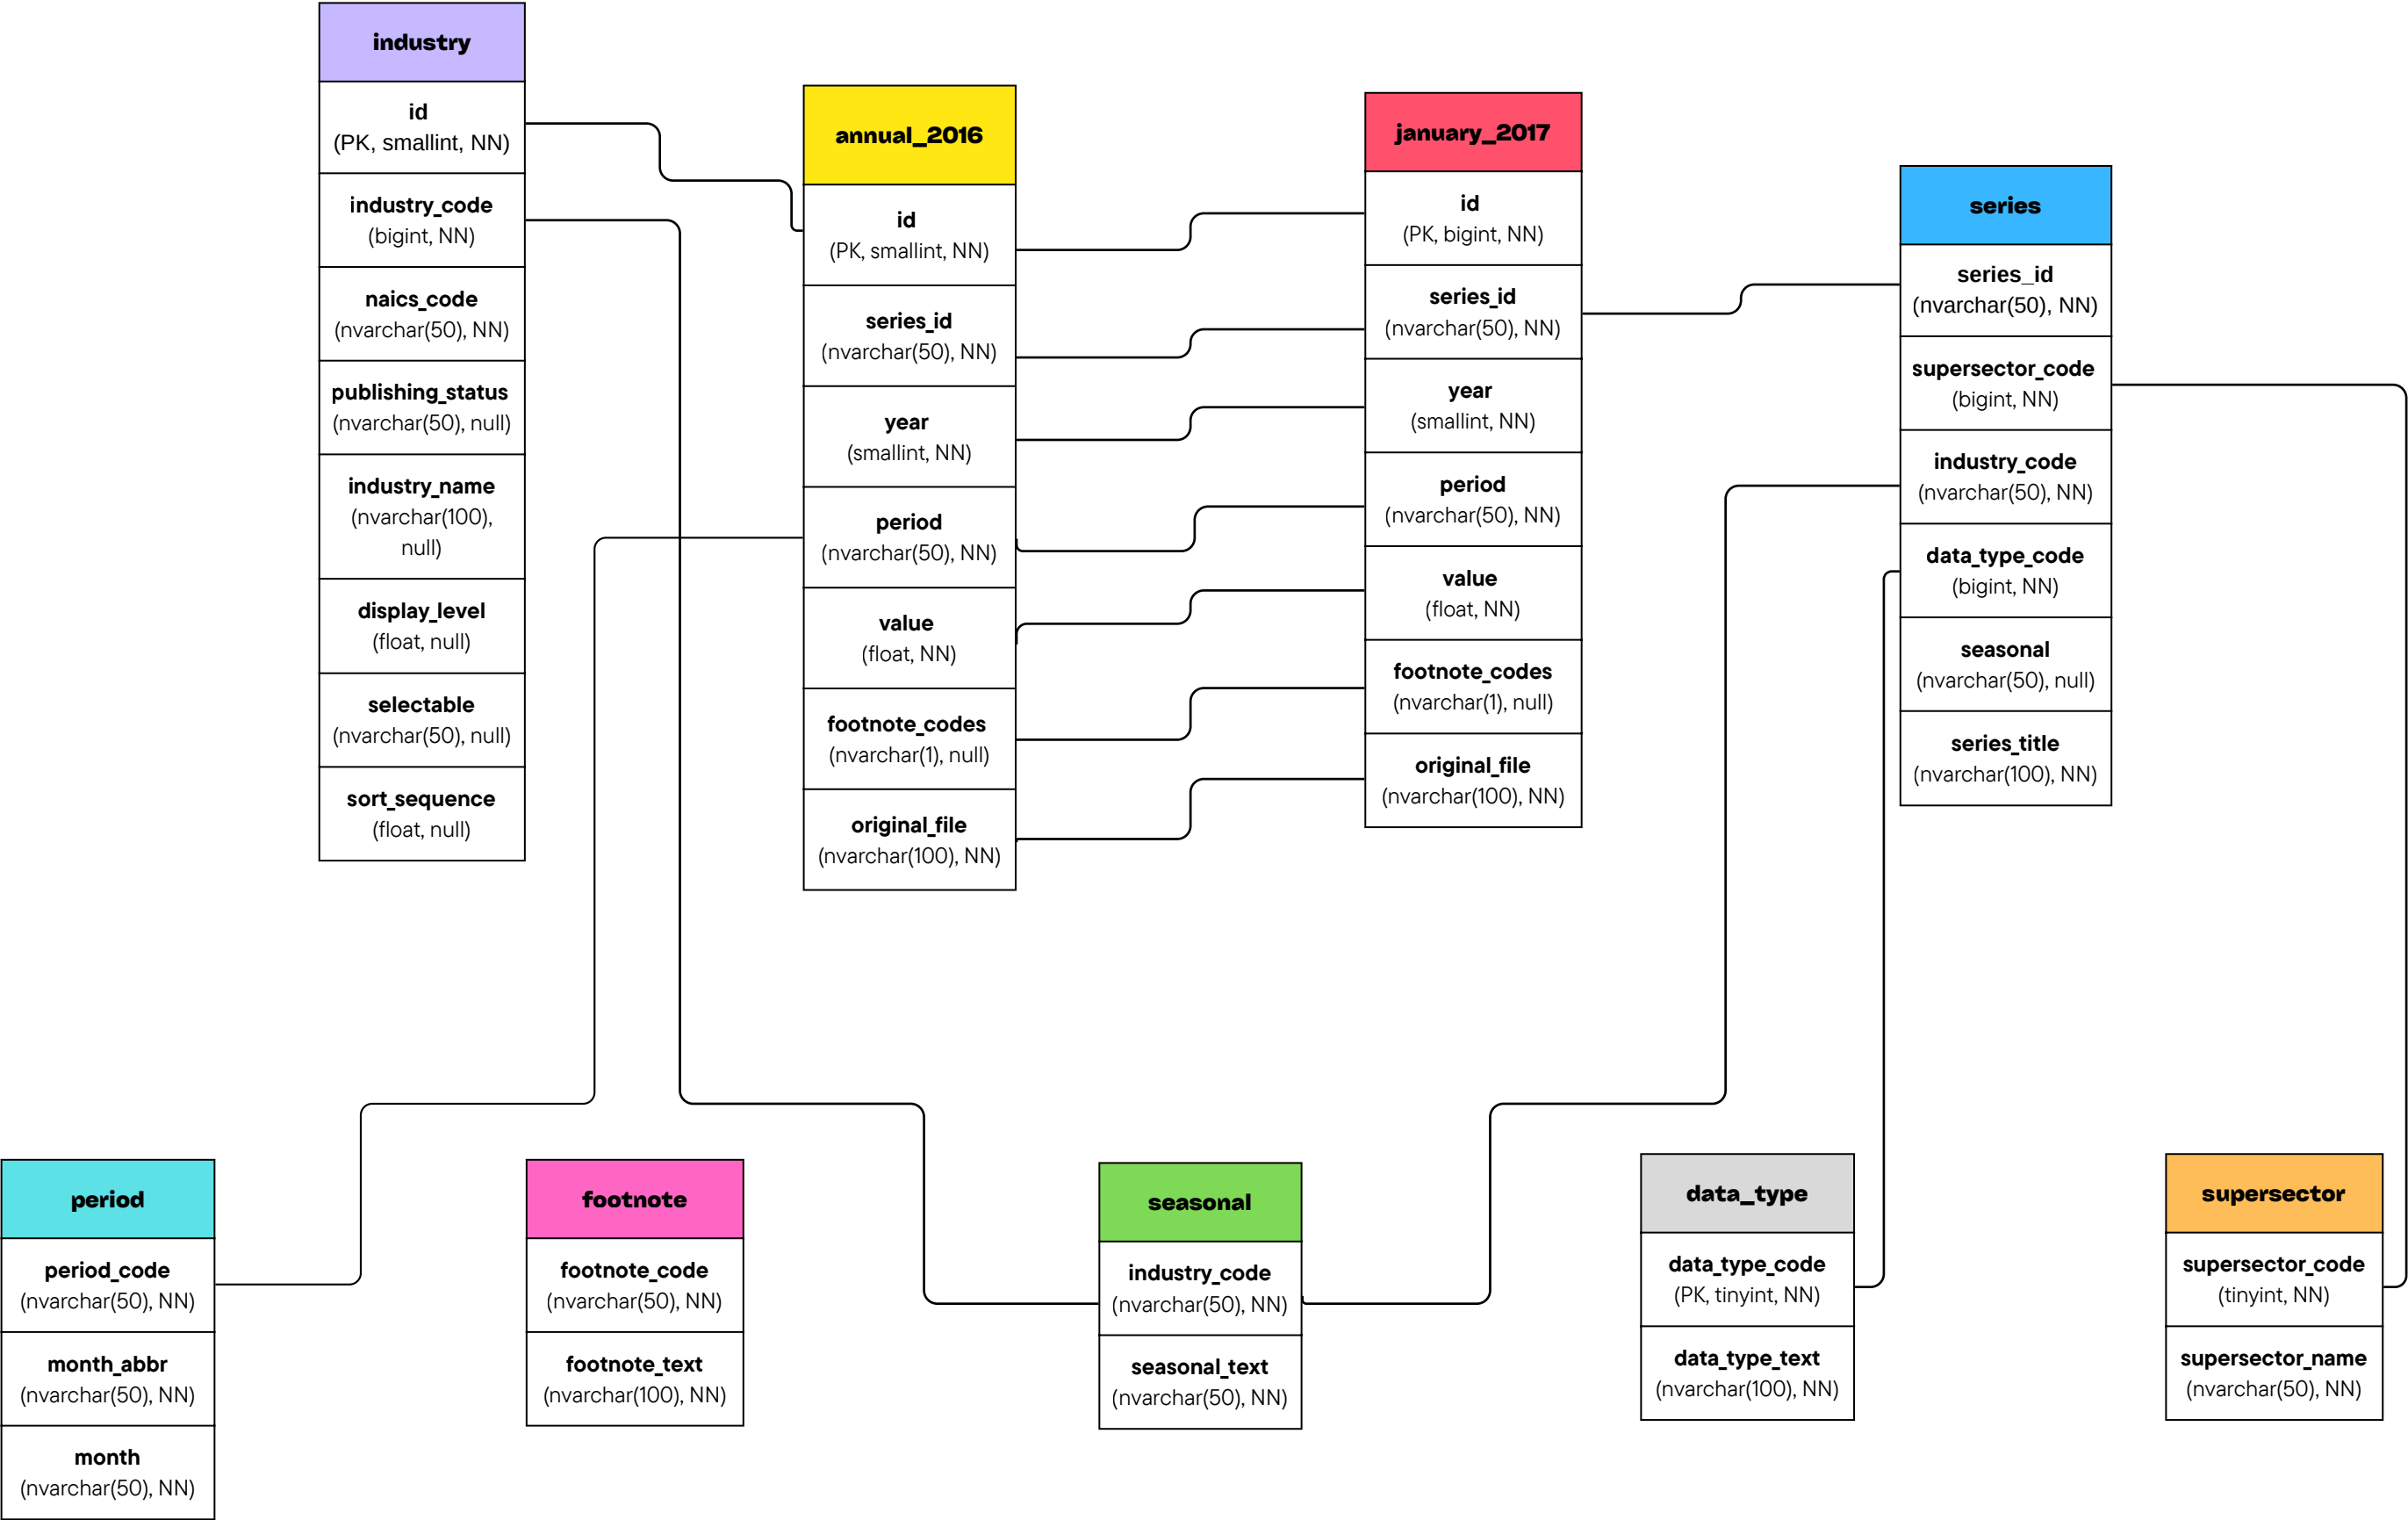 industry
id
(PK, smallint, NN)
industry_code
(bigint, NN)
naics_code
(nvarchar(50), NN)
publishing_status
(nvarchar(50), null)
industry_name
(nvarchar(100),
null)
display_level
(float, null)
selectable
(nvarchar(50), null)
sort_sequence
(float, null)
annual_2016
id
(PK, smallint, NN)
series_id
(nvarchar(50), NN)
year
(smallint, NN)
period
(nvarchar(50), NN)
value
(float, NN)
footnote_codes
(nvarchar(1), null)
original_file
(nvarchar(100), NN)
january_2017
id
(PK, bigint, NN)
series_id
(nvarchar(50), NN)
year
(smallint, NN)
period
(nvarchar(50), NN)
value
(float, NN)
footnote_codes
(nvarchar(1), null)
original_file
(nvarchar(100), NN)
series
series_id
(nvarchar(50), NN)
supersector_code
(bigint, NN)
industry_code
(nvarchar(50), NN)
data_type_code
(bigint, NN)
seasonal
(nvarchar(50), null)
series_title
(nvarchar(100), NN)
period
period_code
(nvarchar(50), NN)
month_abbr
(nvarchar(50), NN)
month
(nvarchar(50), NN)
footnote
footnote_code
(nvarchar(50), NN)
footnote_text
(nvarchar(100), NN)
seasonal
industry_code
(nvarchar(50), NN)
seasonal_text
(nvarchar(50), NN)
data_type
data_type_code
(PK, tinyint, NN)
data_type_text
(nvarchar(100), NN)
supersector
supersector_code
(tinyint, NN)
supersector_name
(nvarchar(50), NN)